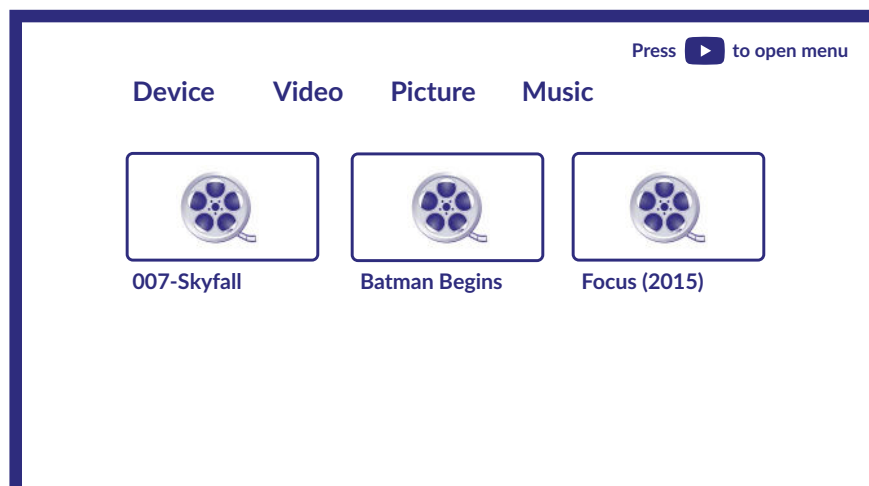 Press to open menu
Device Video Picture Music
007-Skyfall Batman Begins Focus (2015)